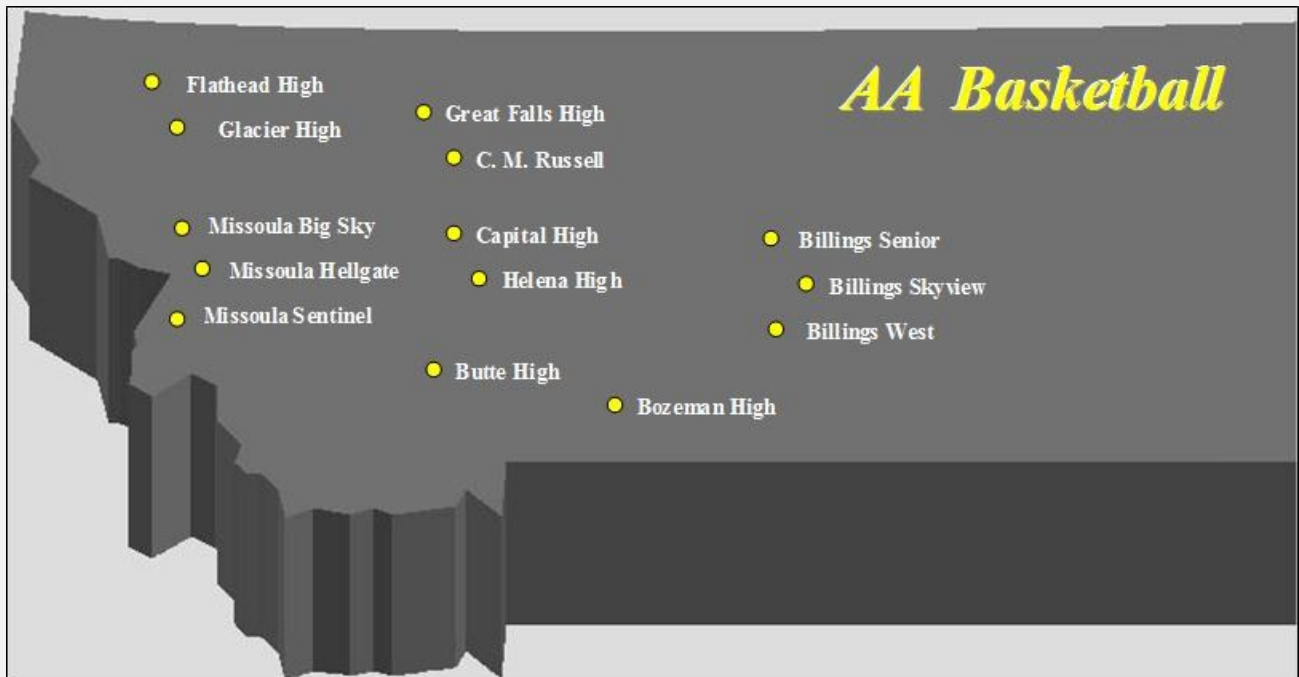 AA Basketball
Flathead High
Great Falls High
Glacier High
C. M. Russell
Missoula Big Sky
Capital High
Billings Senior
Missoula Hellgate
Helena High
Billings Skyview
Missoula Sentinel
Billings West
Butte High
Bozeman High